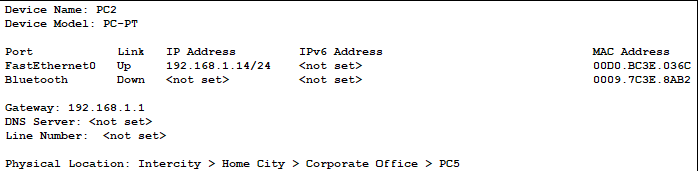 Device Name: PC2
Device Model: PC-PT
Port Link IP Address IPv6 Address MAC Address
FastEthernet0 Up 192.168.1.14/24 <not set> 00D0.BC3E.036C
Bluetooth Down <not set> <not set> 0009.7C3E.8AB2
Gateway: 192.168.1.1
DNS Server: <not set>
Line Number: <not set>
Physical Location: Intercity > Home City > Corporate Office > PC5